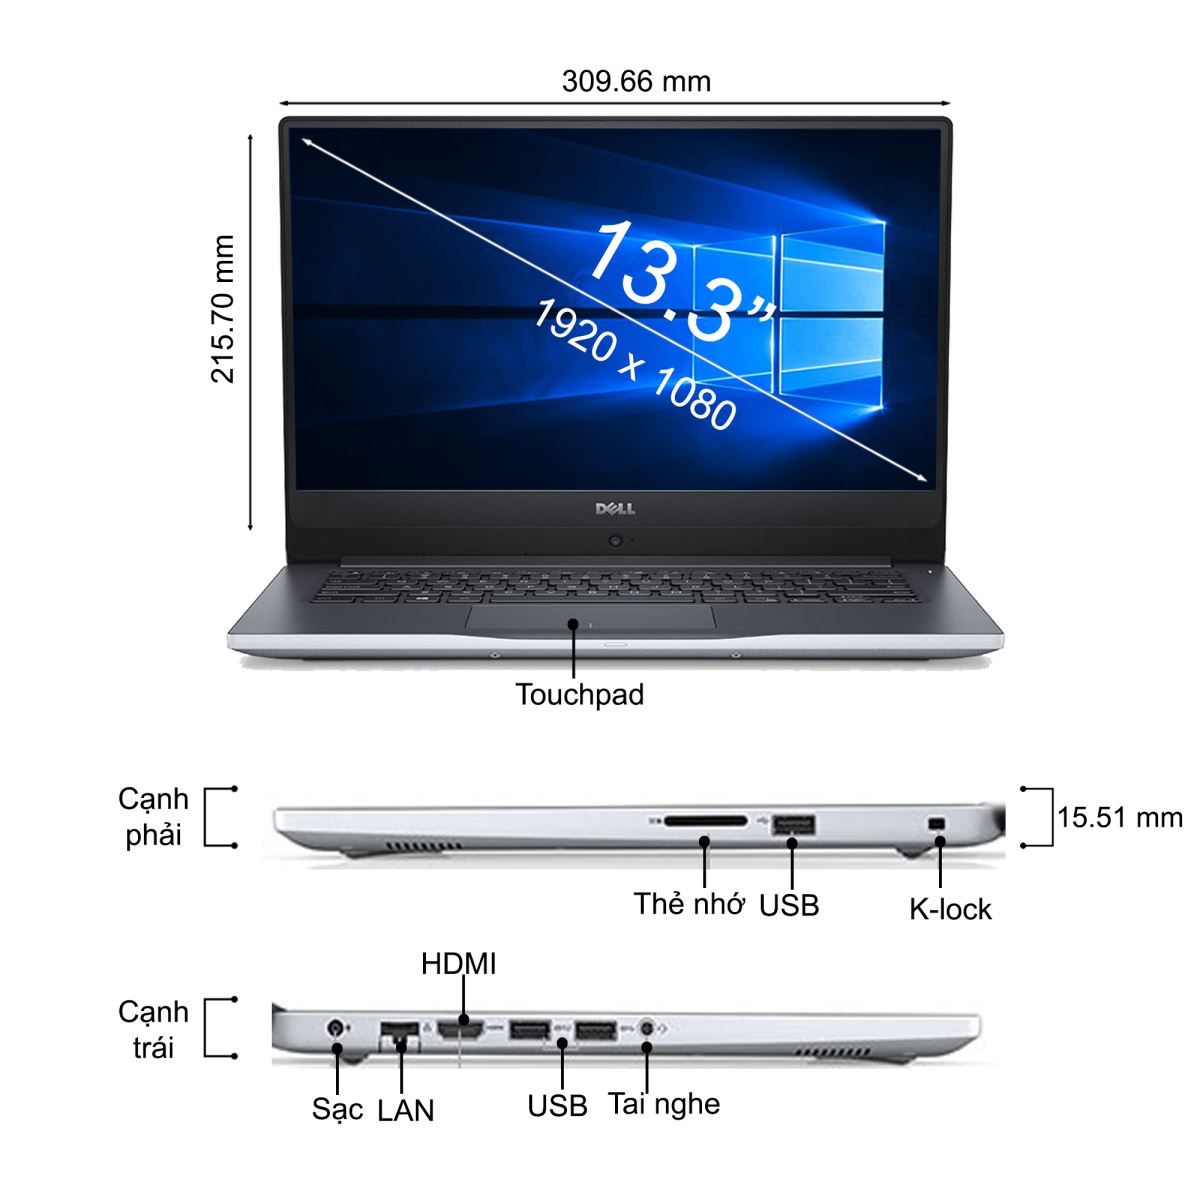 309.66 mm
215.70 mm
13.3”
1920 x 1080
DELL
Touchpad
Cạnh
phải
15.51 mm
Thẻ nhớ
USB
K-lock
HDMI
Cạnh
trái
Sạc
LAN
USB
Tai nghe